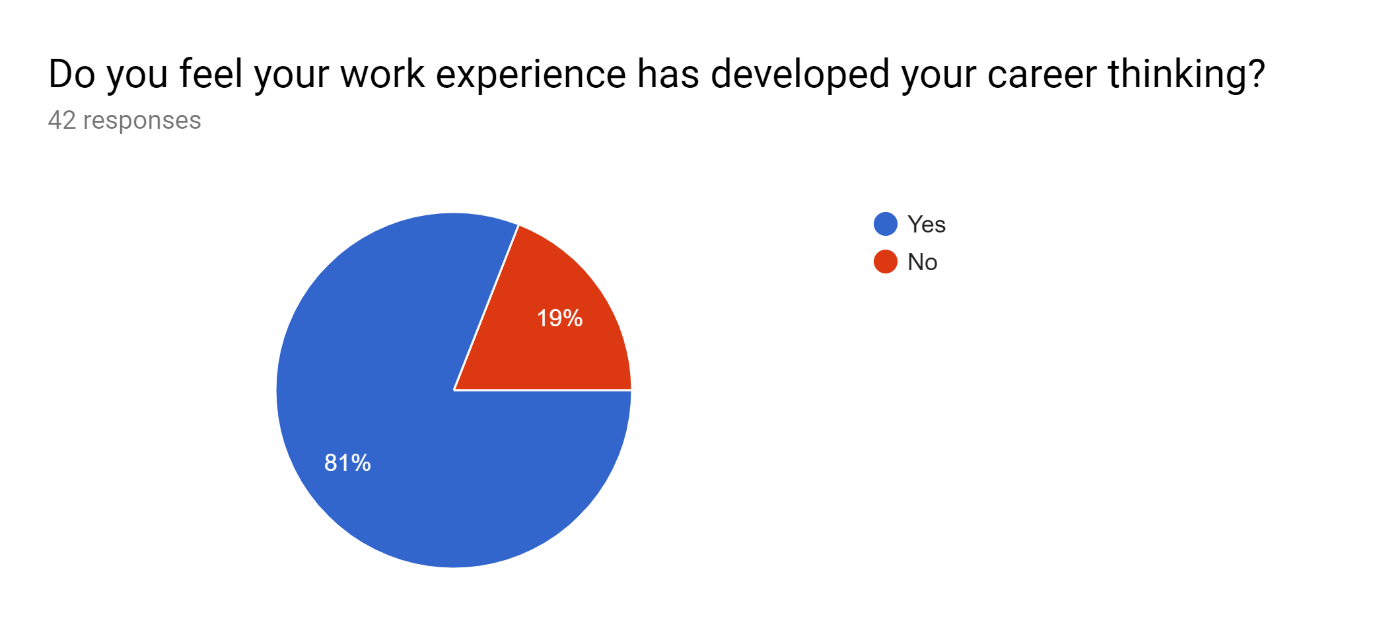 Do you feel your work experience has developed your career thinking?
42 responses
Yes
No
19%
81%